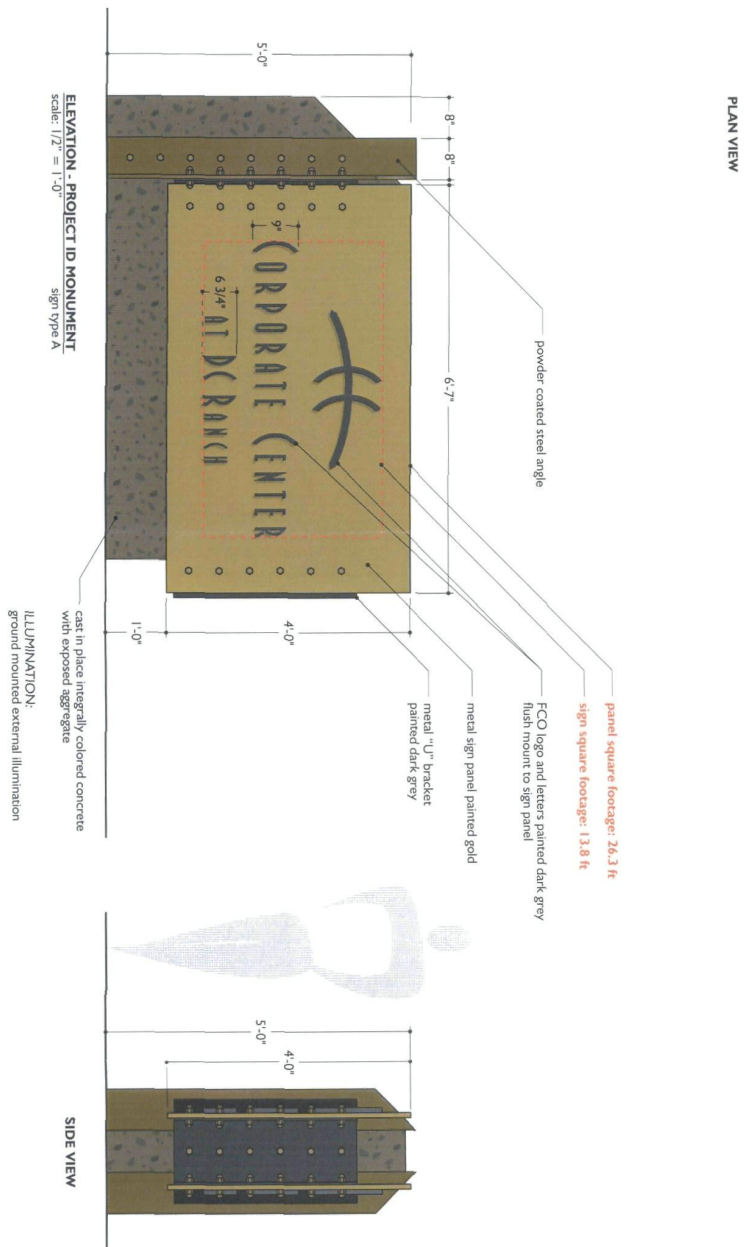 PLAN VIEW
panel square footage: 26.3 ft
sign square footage: 13.8 ft
FCO logo and letters painted dark grey
flush mount to sign panel
metal sign panel painted gold
metal "U" bracket
painted dark grey
powder coated steel angle
8"
8"
6'-7"
5'-0"
9"
6 3/4"
CORPORATE CENTER
AT DC RANCH
4'-0"
1'-0"
cast in place integrally colored concrete
with exposed aggregate
ILLUMINATION:
ground mounted external illumination
ELEVATION - PROJECT ID MONUMENT
scale: 1/2" = 1'-0"
sign type A
5'-0"
4'-0"
SIDE VIEW